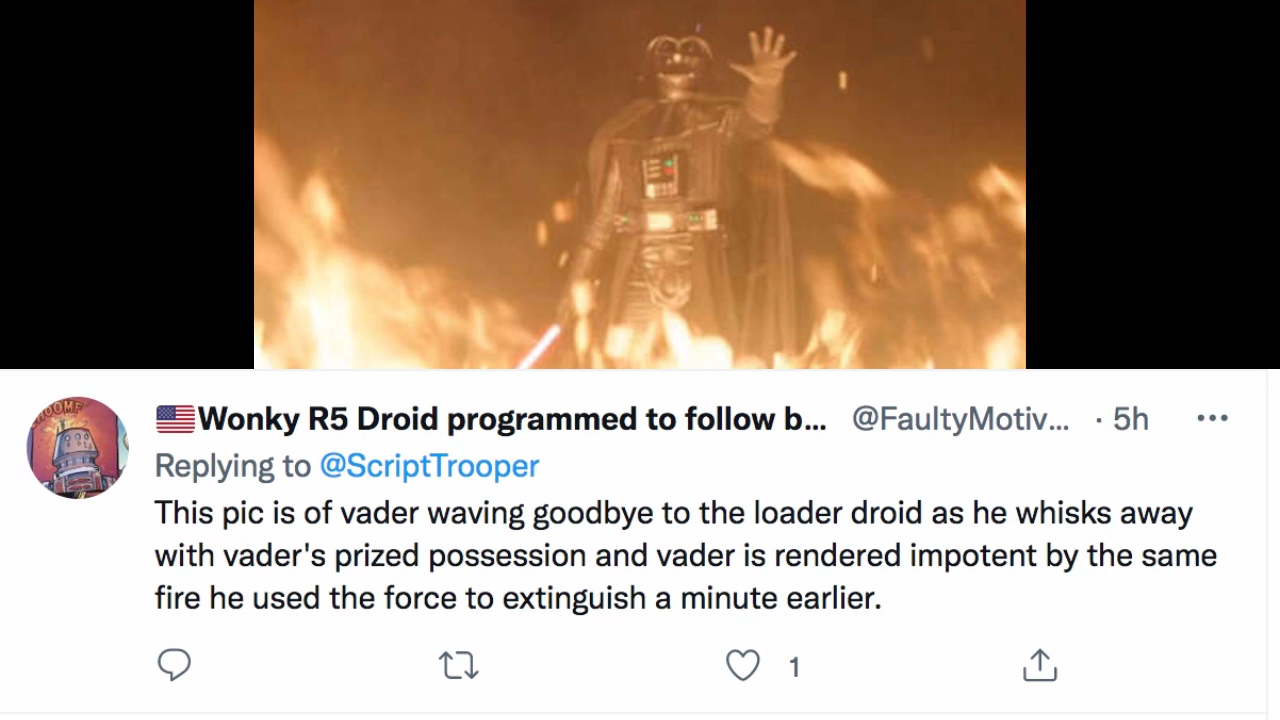 🇺🇸Wonky R5 Droid programmed to follow b... @FaultyMotiv... · 5h
Replying to @ScriptTrooper
This pic is of vader waving goodbye to the loader droid as he whisks away
with vader's prized possession and vader is rendered impotent by the same
fire he used the force to extinguish a minute earlier.
1